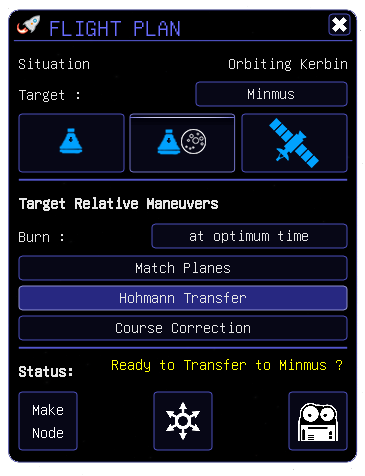 FLIGHT PLAN
Situation Orbiting Kerbin
Target : Minmus
Target Relative Maneuvers
Burn : at optimum time
Match Planes
Hohmann Transfer
Course Correction
Status: Ready to Transfer to Minmus ?
Make
Node